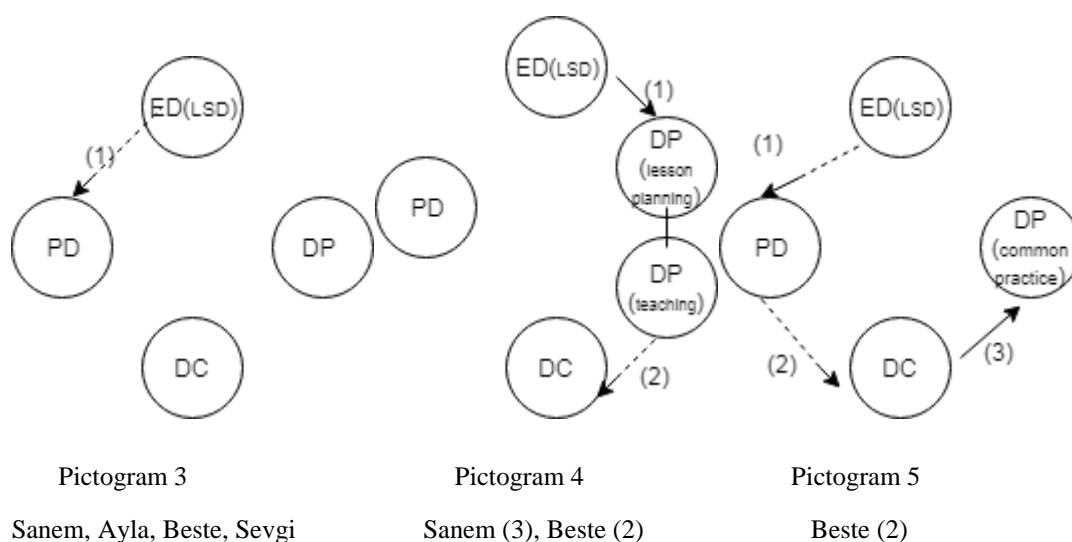 ED(LSD)
(1)
PD
DP
DC
PD
ED(LSD)
(1)
DP
(lesson
planning)
DP
(teaching)
(2)
DC
ED(LSD)
(1)
PD
(2)
DC
(3)
DP
(common
practice)
Pictogram 3 Pictogram 4 Pictogram 5
Sanem, Ayla, Beste, Sevgi Sanem (3), Beste (2) Beste (2)